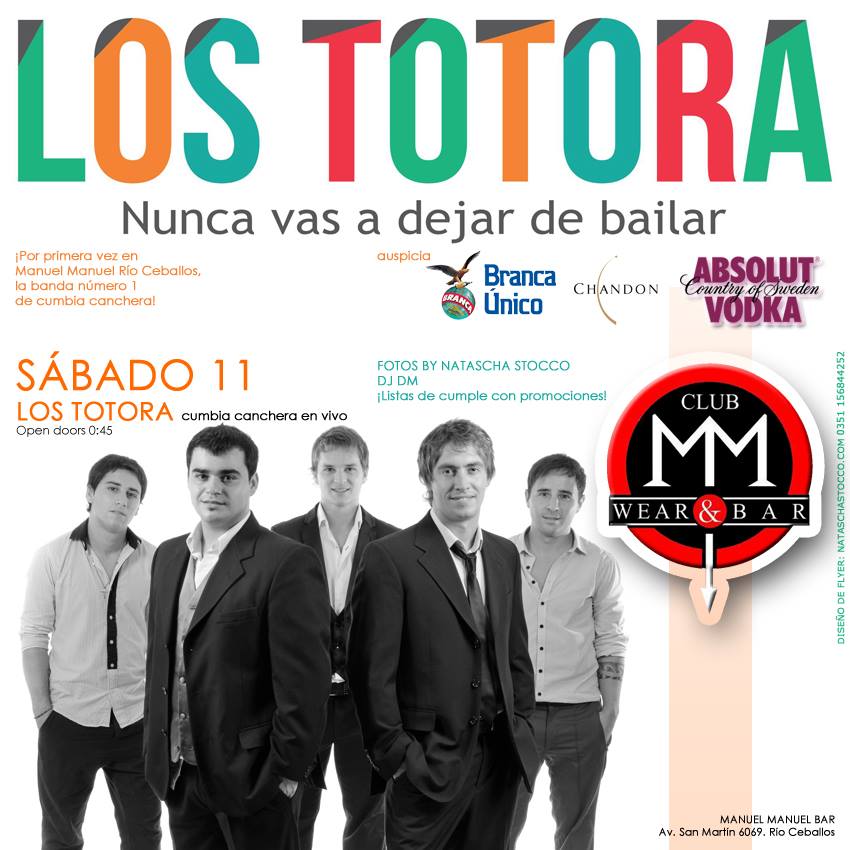 LOS TOTORA
Nunca vas a dejar de bailar
¡Por primera vez en
Manuel Manuel Río Ceballos,
la banda número 1
de cumbia canchera!
auspicia
BRANCA
Branca
Único
CHANDON
ABSOLUT
Country of Sweden
VODKA
SÁBADO 11
LOS TOTORA cumbia canchera en vivo
Open doors 0:45
FOTOS BY NATASCHA STOCCO
DJ DM
¡Listas de cumple con promociones!
CLUB
MM
WEAR & BAR
DISEÑO DE FLYER: NATASCHASTOCCO.COM 0351 156844252
MANUEL MANUEL BAR
Av. San Martín 6069. Río Ceballos